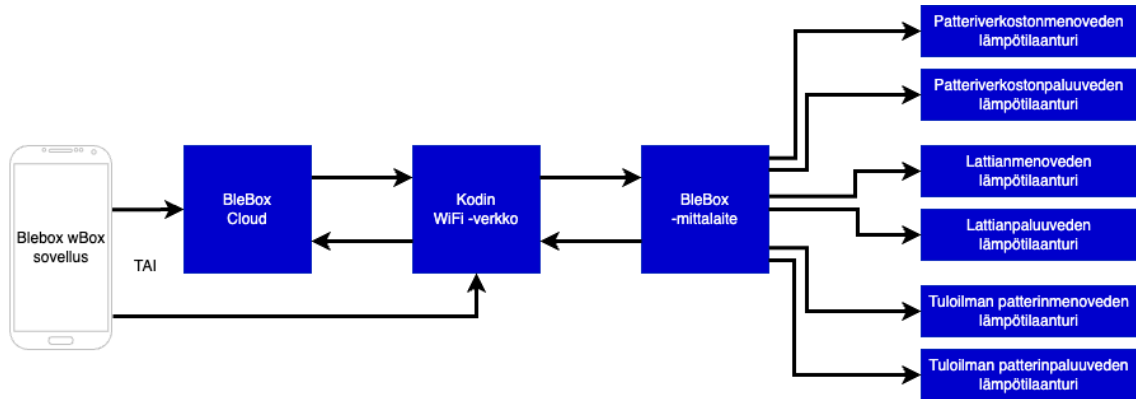 Blebox wBox
sovellus
TAI
BleBox
Cloud
Kodin
WiFi -verkko
BleBox
-mittalaite
Patteriverkostonmenoveden
lämpötilaanturi
Patteriverkostonpaluuveden
lämpötilaanturi
Lattianmenoveden
lämpötilaanturi
Lattianpaluuveden
lämpötilaanturi
Tuloilman patterinmenoveden
lämpötilaanturi
Tuloilman patterinpaluuveden
lämpötilaanturi